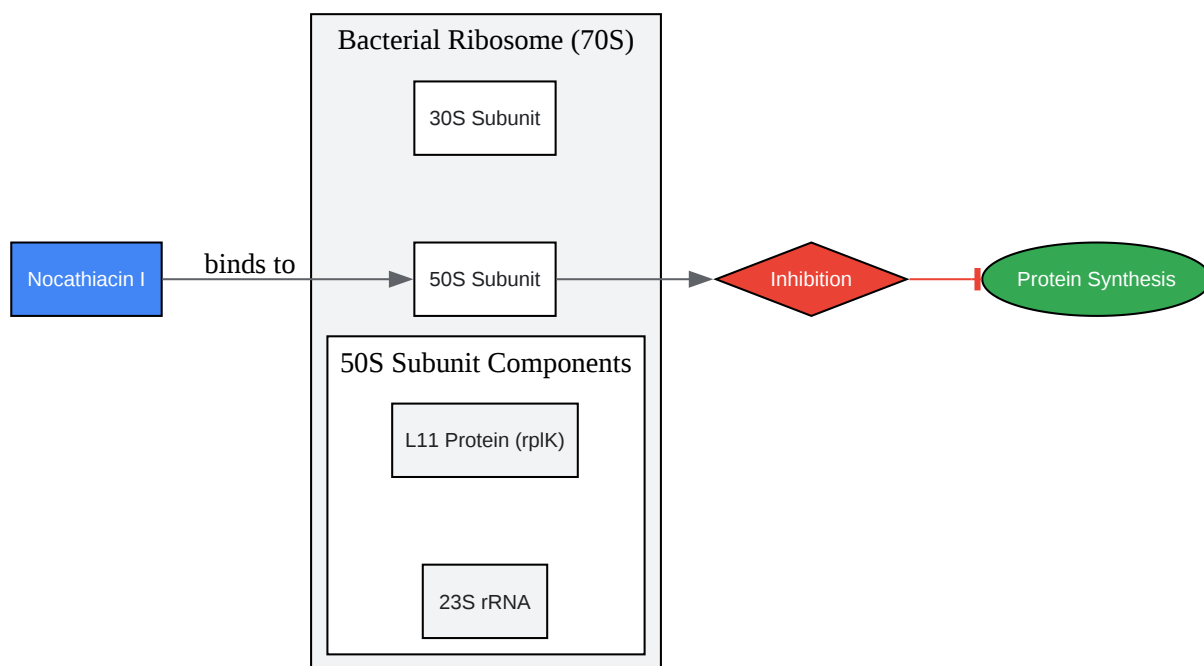 Bacterial Ribosome (70S)
30S Subunit
Nocathiacin I
binds to
50S Subunit
Inhibition
Protein Synthesis
50S Subunit Components
L11 Protein (rplK)
23S rRNA